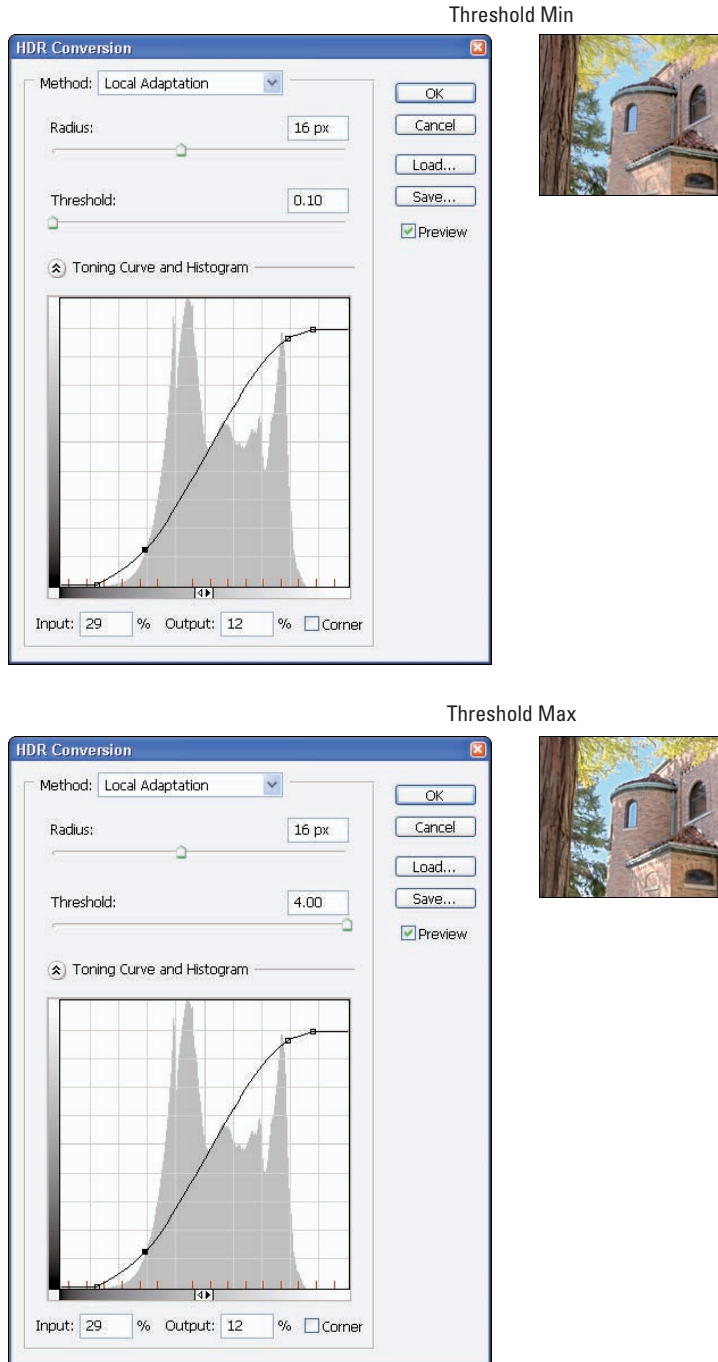 Threshold Min
HDR Conversion
Method: Local Adaptation
OK
Radius: 16 px
Cancel
Load...
Threshold: 0.10
Save...
Preview
Toning Curve and Histogram
Input: 29 % Output: 12 % Corner
Threshold Max
HDR Conversion
Method: Local Adaptation
OK
Radius: 16 px
Cancel
Load...
Threshold: 4.00
Save...
Preview
Toning Curve and Histogram
Input: 29 % Output: 12 % Corner